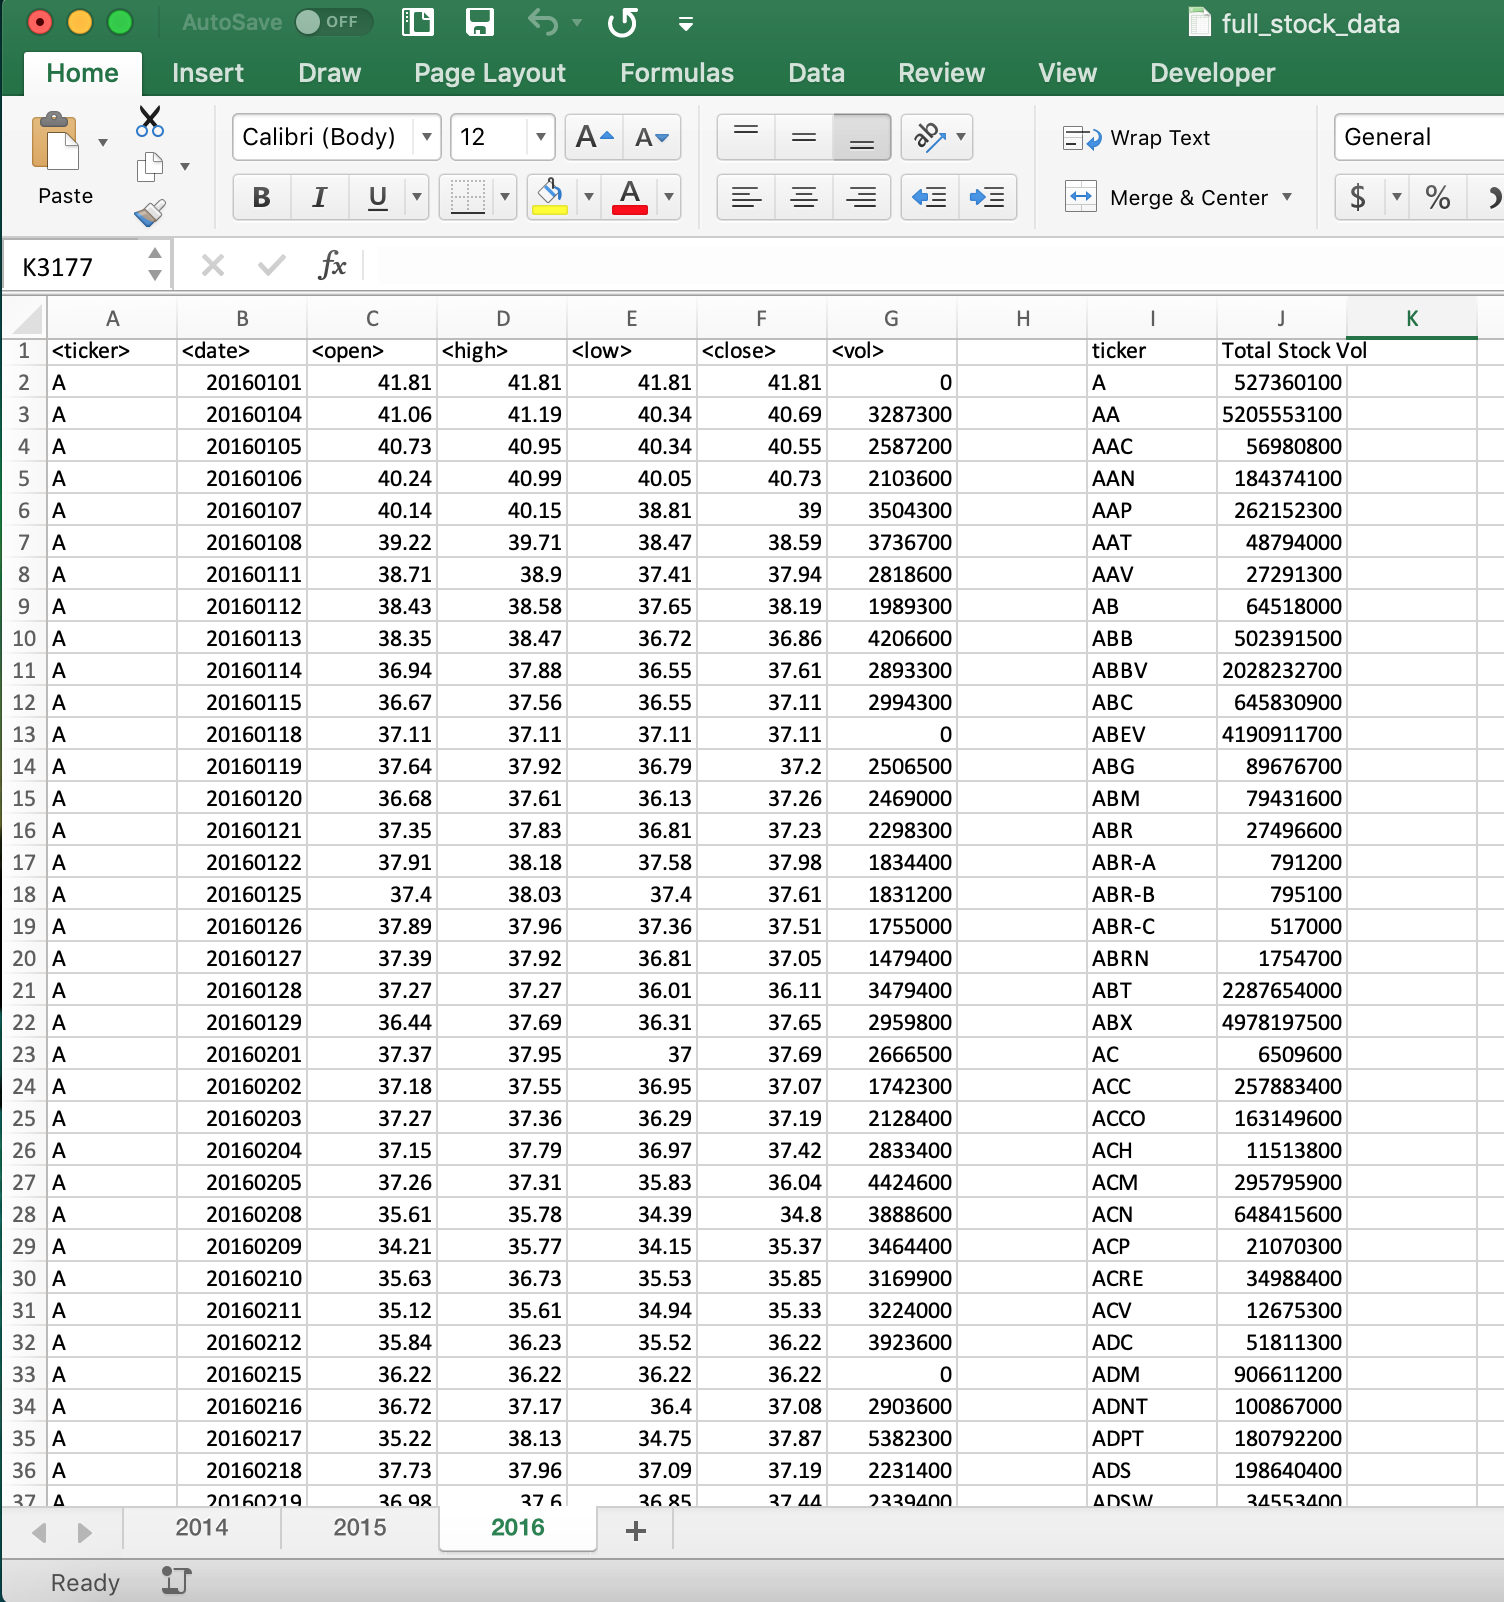 AutoSave OFF full_stock_data
Home Insert Draw Page Layout Formulas Data Review View Developer
Calibri (Body) 12 A A ab Wrap Text General
Paste B I U A Merge & Center $ %
K3177 fx
A B C D E F G H I J K
1 <ticker> <date> <open> <high> <low> <close> <vol> ticker Total Stock Vol
2 A 20160101 41.81 41.81 41.81 41.81 0 A 527360100
3 A 20160104 41.06 41.19 40.34 40.69 3287300 AA 5205553100
4 A 20160105 40.73 40.95 40.34 40.55 2587200 AAC 56980800
5 A 20160106 40.24 40.99 40.05 40.73 2103600 AAN 184374100
6 A 20160107 40.14 40.15 38.81 39 3504300 AAP 262152300
7 A 20160108 39.22 39.71 38.47 38.59 3736700 AAT 48794000
8 A 20160111 38.71 38.9 37.41 37.94 2818600 AAV 27291300
9 A 20160112 38.43 38.58 37.65 38.19 1989300 AB 64518000
10 A 20160113 38.35 38.47 36.72 36.86 4206600 ABB 502391500
11 A 20160114 36.94 37.88 36.55 37.61 2893300 ABBV 2028232700
12 A 20160115 36.67 37.56 36.55 37.11 2994300 ABC 645830900
13 A 20160118 37.11 37.11 37.11 37.11 0 ABEV 4190911700
14 A 20160119 37.64 37.92 36.79 37.2 2506500 ABG 89676700
15 A 20160120 36.68 37.61 36.13 37.26 2469000 ABM 79431600
16 A 20160121 37.35 37.83 36.81 37.23 2298300 ABR 27496600
17 A 20160122 37.91 38.18 37.58 37.98 1834400 ABR-A 791200
18 A 20160125 37.4 38.03 37.4 37.61 1831200 ABR-B 795100
19 A 20160126 37.89 37.96 37.36 37.51 1755000 ABR-C 517000
20 A 20160127 37.39 37.92 36.81 37.05 1479400 ABRN 1754700
21 A 20160128 37.27 37.27 36.01 36.11 3479400 ABT 2287654000
22 A 20160129 36.44 37.69 36.31 37.65 2959800 ABX 4978197500
23 A 20160201 37.37 37.95 37 37.69 2666500 AC 6509600
24 A 20160202 37.18 37.55 36.95 37.07 1742300 ACC 257883400
25 A 20160203 37.27 37.36 36.29 37.19 2128400 ACCO 163149600
26 A 20160204 37.15 37.79 36.97 37.42 2833400 ACH 11513800
27 A 20160205 37.26 37.31 35.83 36.04 4424600 ACM 295795900
28 A 20160208 35.61 35.78 34.39 34.8 3888600 ACN 648415600
29 A 20160209 34.21 35.77 34.15 35.37 3464400 ACP 21070300
30 A 20160210 35.63 36.73 35.53 35.85 3169900 ACRE 34988400
31 A 20160211 35.12 35.61 34.94 35.33 3224000 ACV 12675300
32 A 20160212 35.84 36.23 35.52 36.22 3923600 ADC 51811300
33 A 20160215 36.22 36.22 36.22 36.22 0 ADM 906611200
34 A 20160216 36.72 37.17 36.4 37.08 2903600 ADNT 100867000
35 A 20160217 35.22 38.13 34.75 37.87 5382300 ADPT 180792200
36 A 20160218 37.73 37.96 37.09 37.19 2231400 ADS 198640400
37 A 20160219 36.98 37.6 36.85 37.44 2339400 ADSW 34553400
2014 2015 2016 +
Ready